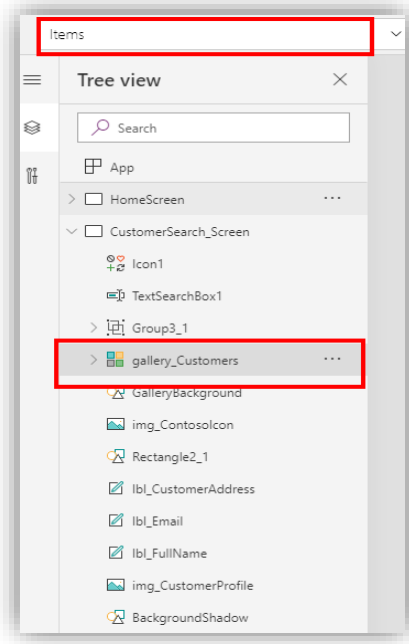 Items
Tree view
Search
App
HomeScreen
CustomerSearch_Screen
Icon1
TextSearchBox1
Group3_1
gallery_Customers
GalleryBackground
img_ContosoIcon
Rectangle2_1
lbl_CustomerAddress
lbl_Email
lbl_FullName
img_CustomerProfile
BackgroundShadow